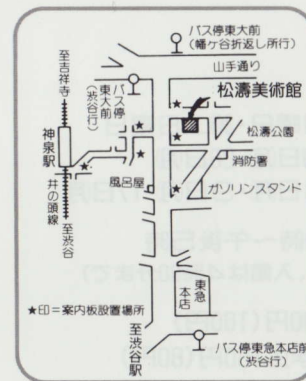 バス停東大前
(幡ヶ谷折返し所行)
山手通り
至吉祥寺
バス停
東大前
(渋谷行)
松濤美術館
松濤公園
神泉駅
消防署
風呂屋
ガソリンスタンド
井の頭線
至渋谷
東急
本店
★印=案内板設置場所
至渋谷駅
バス停東急本店前
(渋谷行)